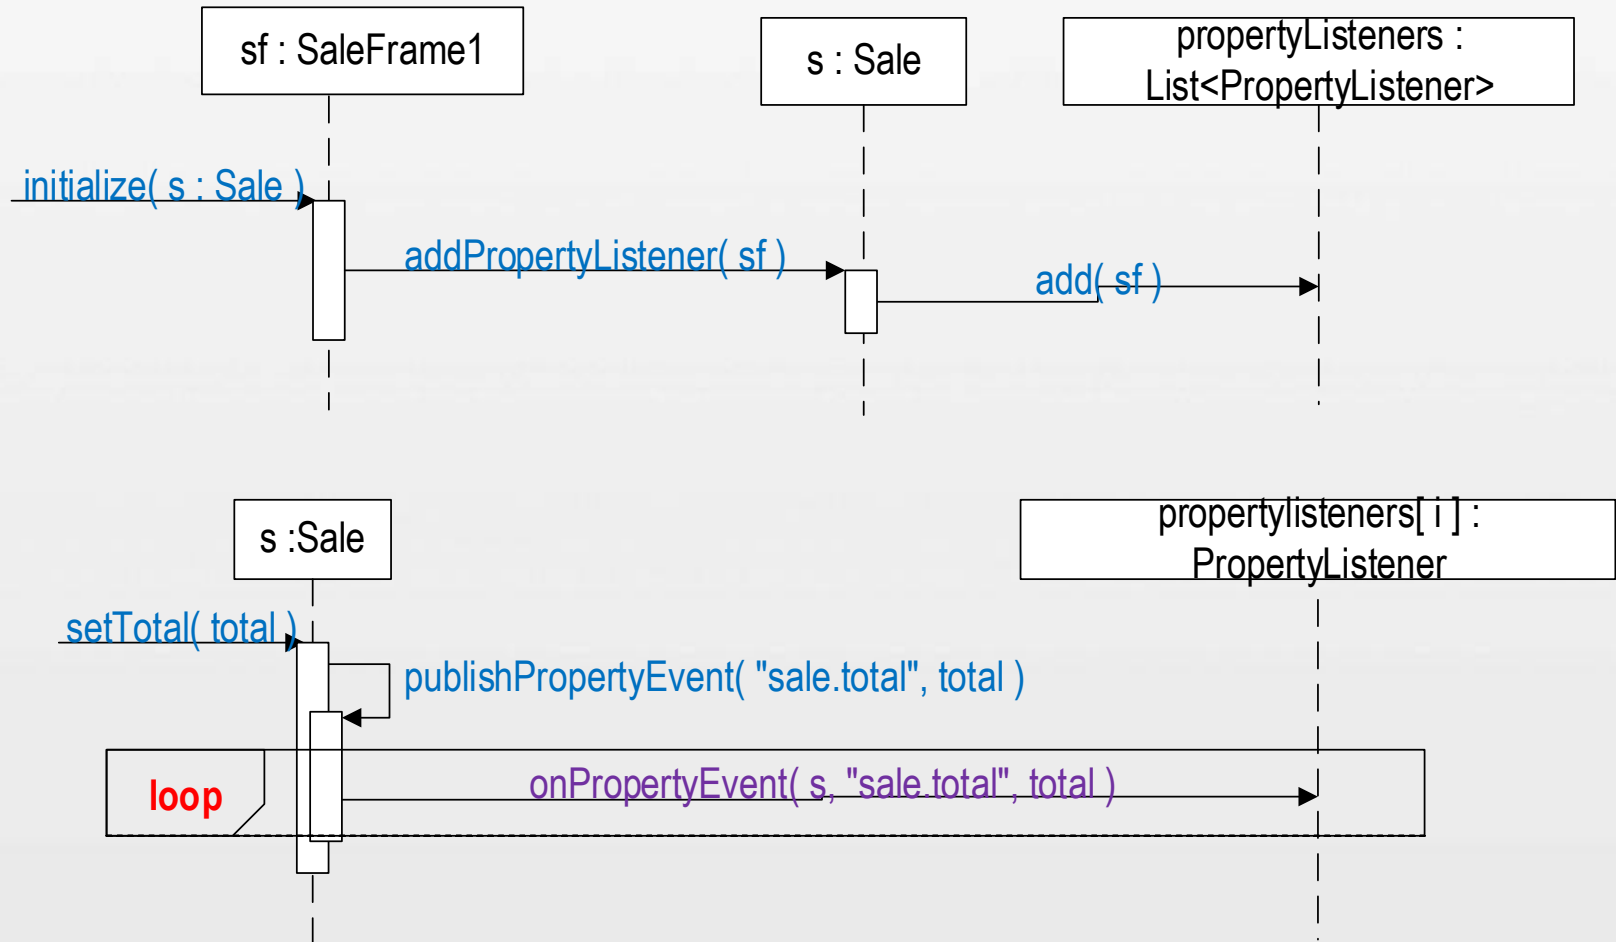 sf : SaleFrame1
s : Sale
propertyListeners :
List<PropertyListener>
initialize( s : Sale )
addPropertyListener( sf )
add( sf )
s :Sale
propertylisteners[ i ] :
PropertyListener
setTotal( total )
publishPropertyEvent( "sale.total", total )
loop
onPropertyEvent( s, "sale.total", total )